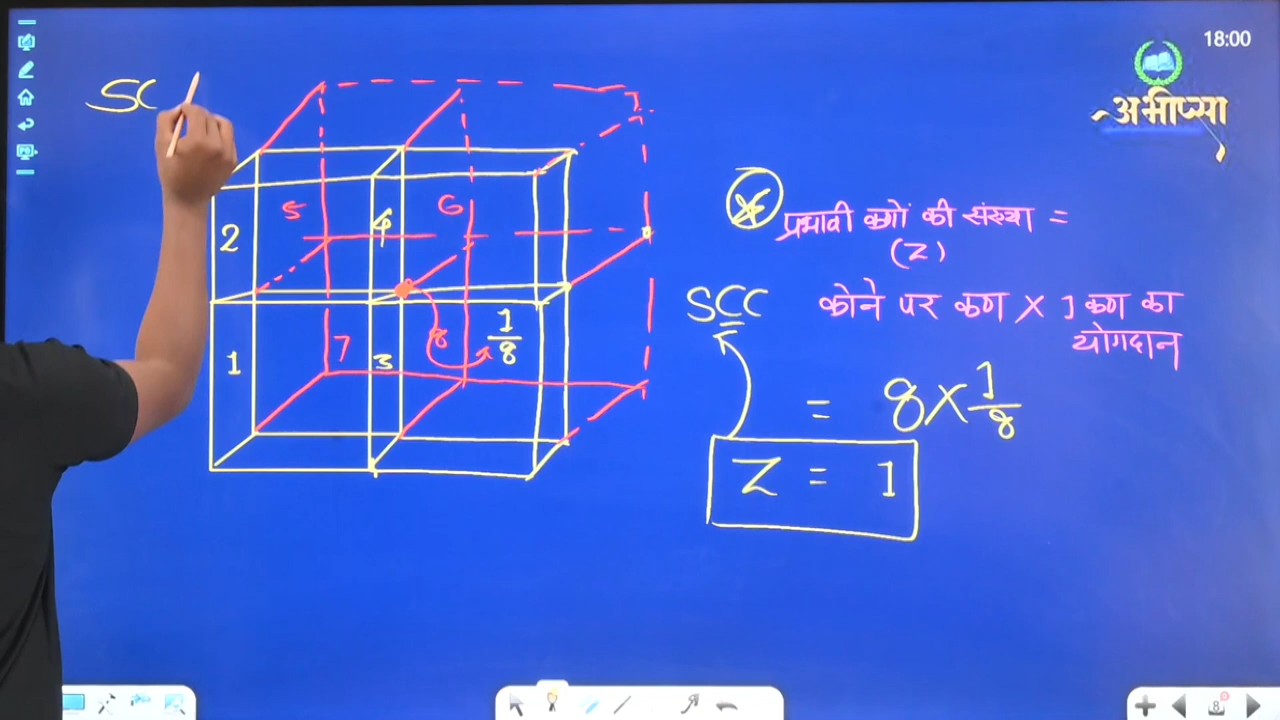 18:00
अभीप्सा
SC
5
6
4
2
प्रभावी कणों की संख्या =
(Z)
SCC
कोने पर कण × 1 कण का
योगदान
1
7
3
8
1/8
= 8 × 1/8
Z = 1
8